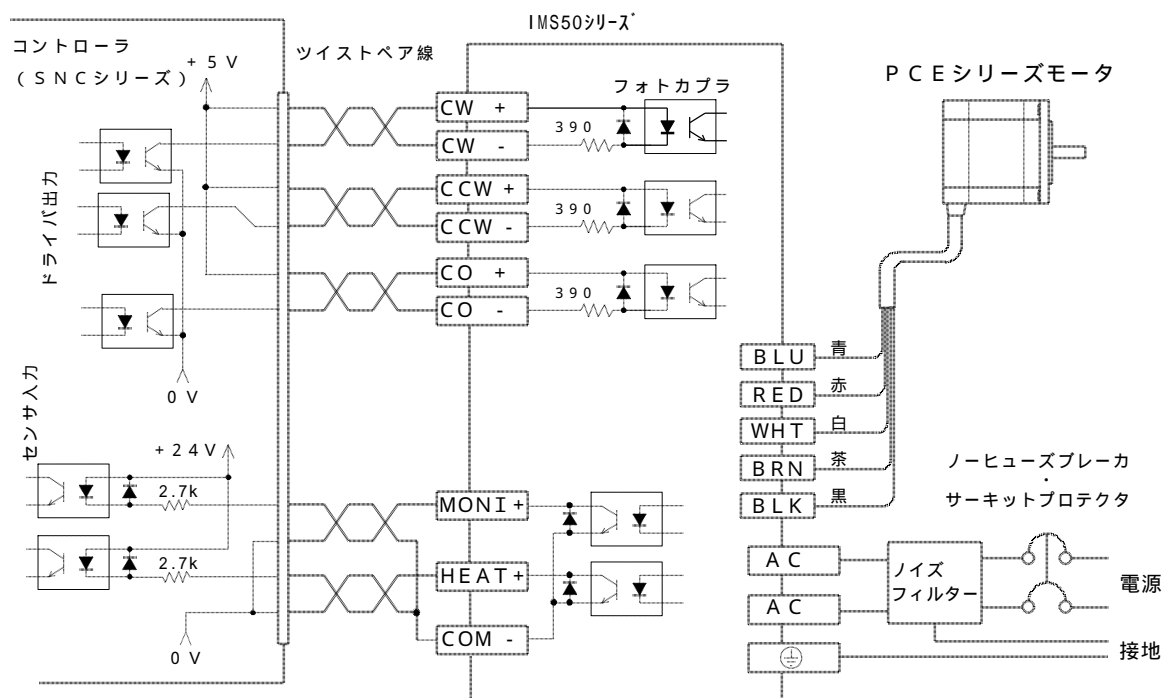 IMS50シリーズ
コントローラ
(SNCシリーズ)
+5V
ツイストペア線
PCEシリーズモータ
フォトカプラ
CW +
390
CW -
CCW +
390
CCW -
CO +
390
CO -
ドライバ出力
0V
BLU 青
RED 赤
WHT 白
BRN 茶
BLK 黒
センサ入力
+24V
2.7k
2.7k
0V
MONI+
HEAT+
COM -
ノーヒューズブレーカ
・
サーキットプロテクタ
AC
AC
ノイズ
フィルター
電源
接地